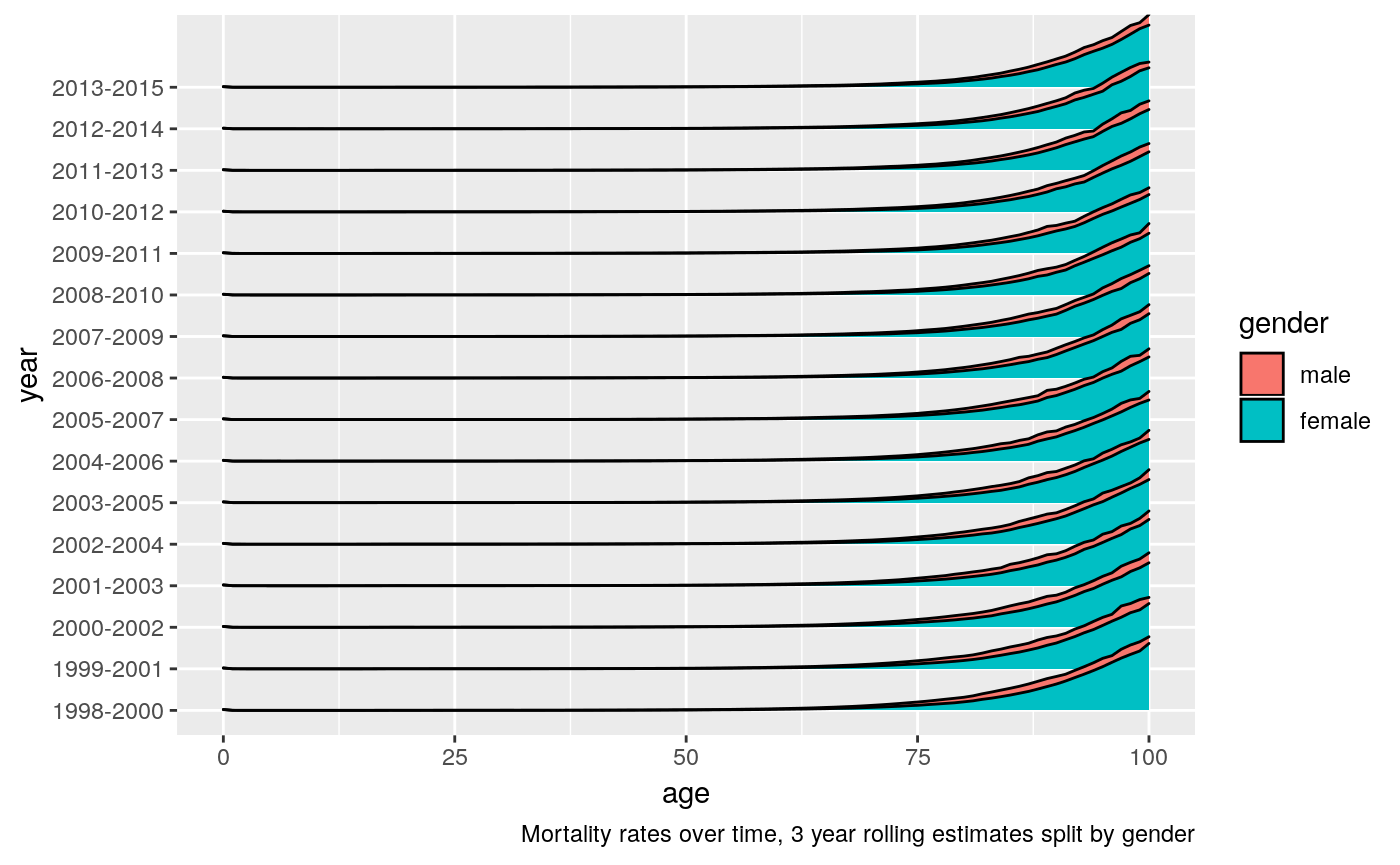 2013-2015
2012-2014
2011-2013
2010-2012
2009-2011
2008-2010
2007-2009
2006-2008
2005-2007
2004-2006
2003-2005
2002-2004
2001-2003
2000-2002
1999-2001
1998-2000
year
0 25 50 75 100
age
gender
male
female
Mortality rates over time, 3 year rolling estimates split by gender